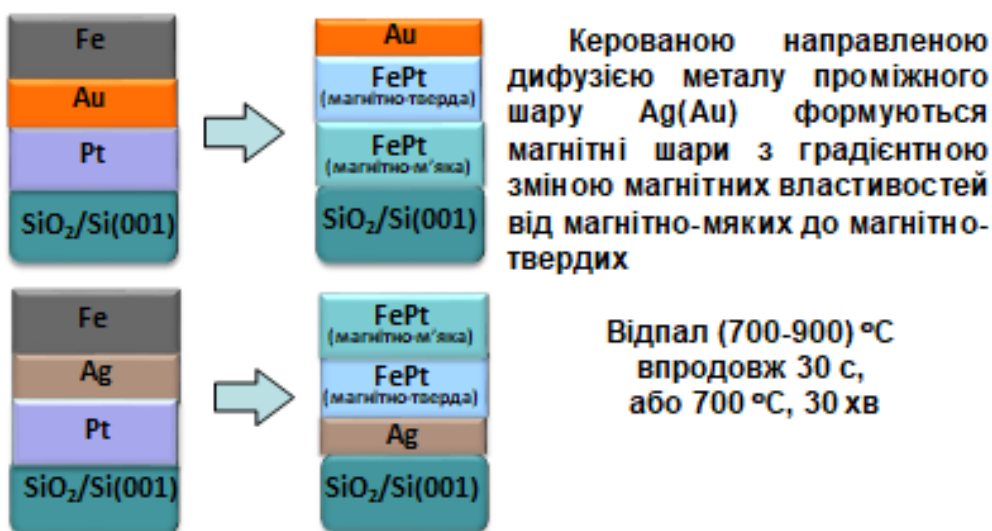 Fe
Au
Pt
SiO₂/Si(001)
Au
FePt
(магнітно-тверда)
FePt
(магнітно-м'яка)
SiO₂/Si(001)
Керованою направленою
дифузією металу проміжного
шару Ag(Au) формуються
магнітні шари з градієнтною
зміною магнітних властивостей
від магнітно-мяких до магнітно-
твердих
Fe
Ag
Pt
SiO₂/Si(001)
FePt
(магнітно-м'яка)
FePt
(магнітно-тверда)
Ag
SiO₂/Si(001)
Відпал (700-900) ºС
впродовж 30 с,
або 700 ºС, 30 хв